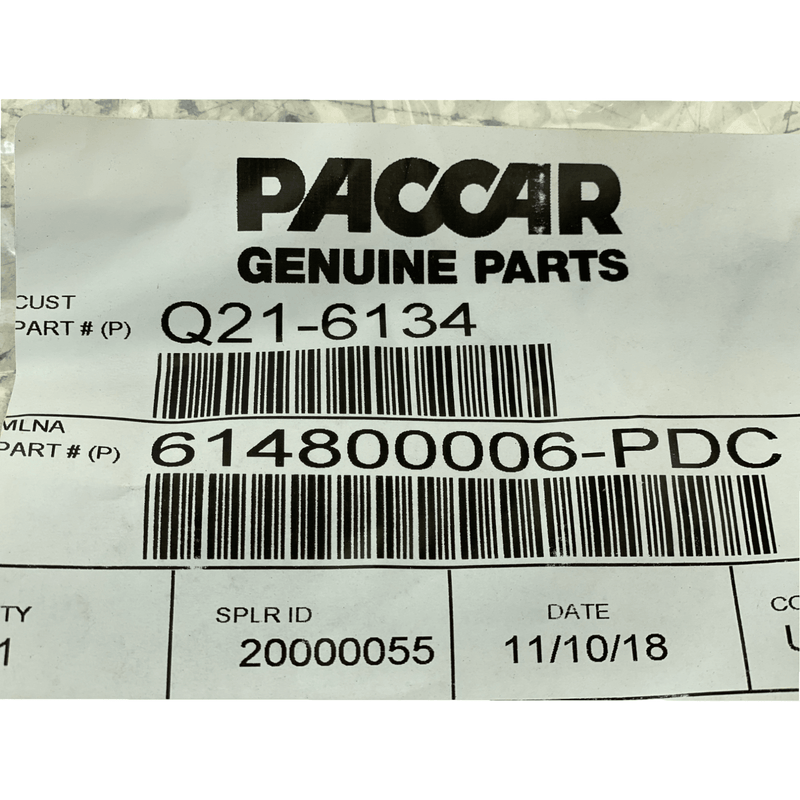 PACCAR
GENUINE PARTS
CUST
PART # (P) Q21-6134
MLNA
PART # (P) 614800006-PDC
TY SPLR ID DATE CO
1 20000055 11/10/18 U